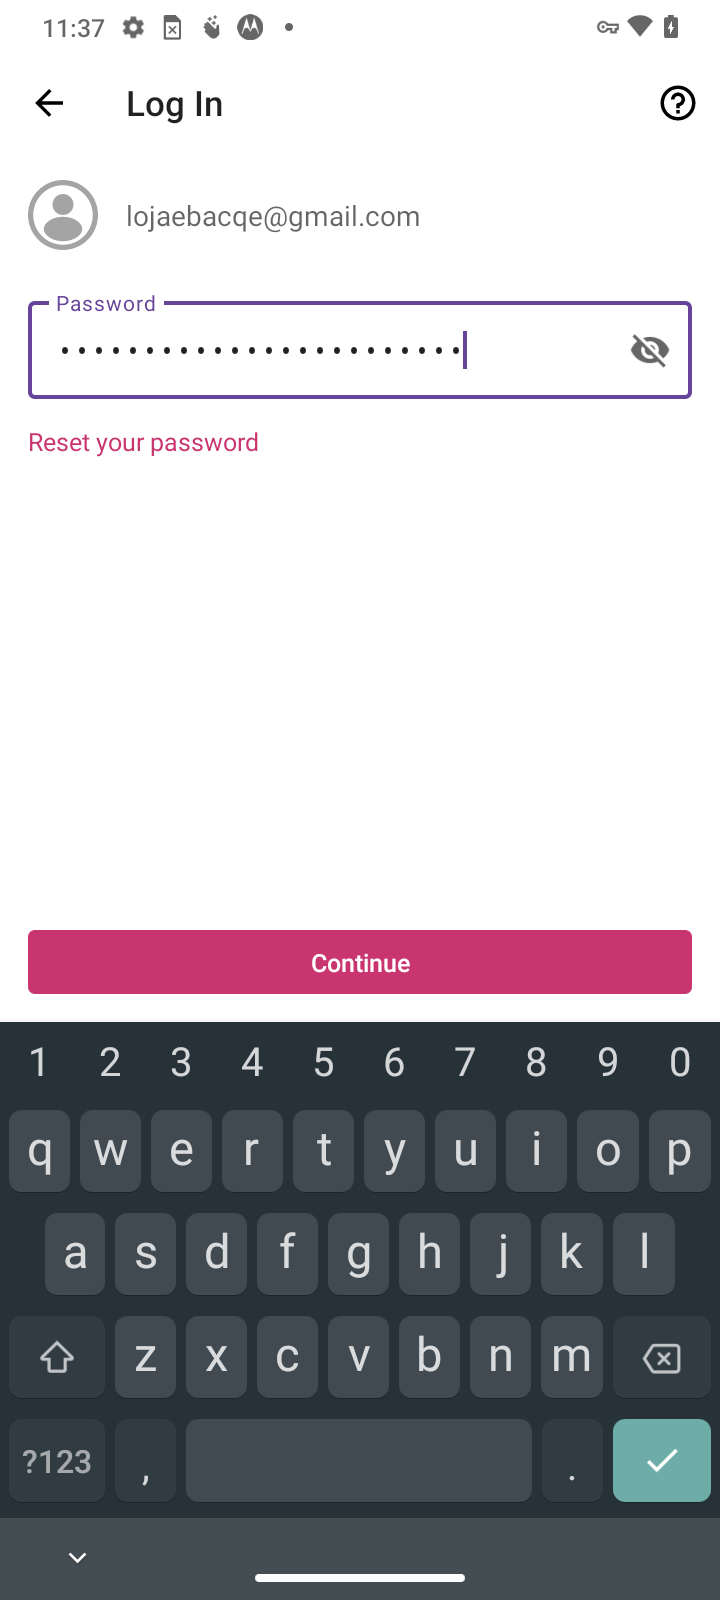 11:37
Log In
lojaebacqe@gmail.com
Password
••••••••••••••••••••••••
Reset your password
Continue
1 2 3 4 5 6 7 8 9 0
q w e r t y u i o p
a s d f g h j k l
z x c v b n m
?123 , .